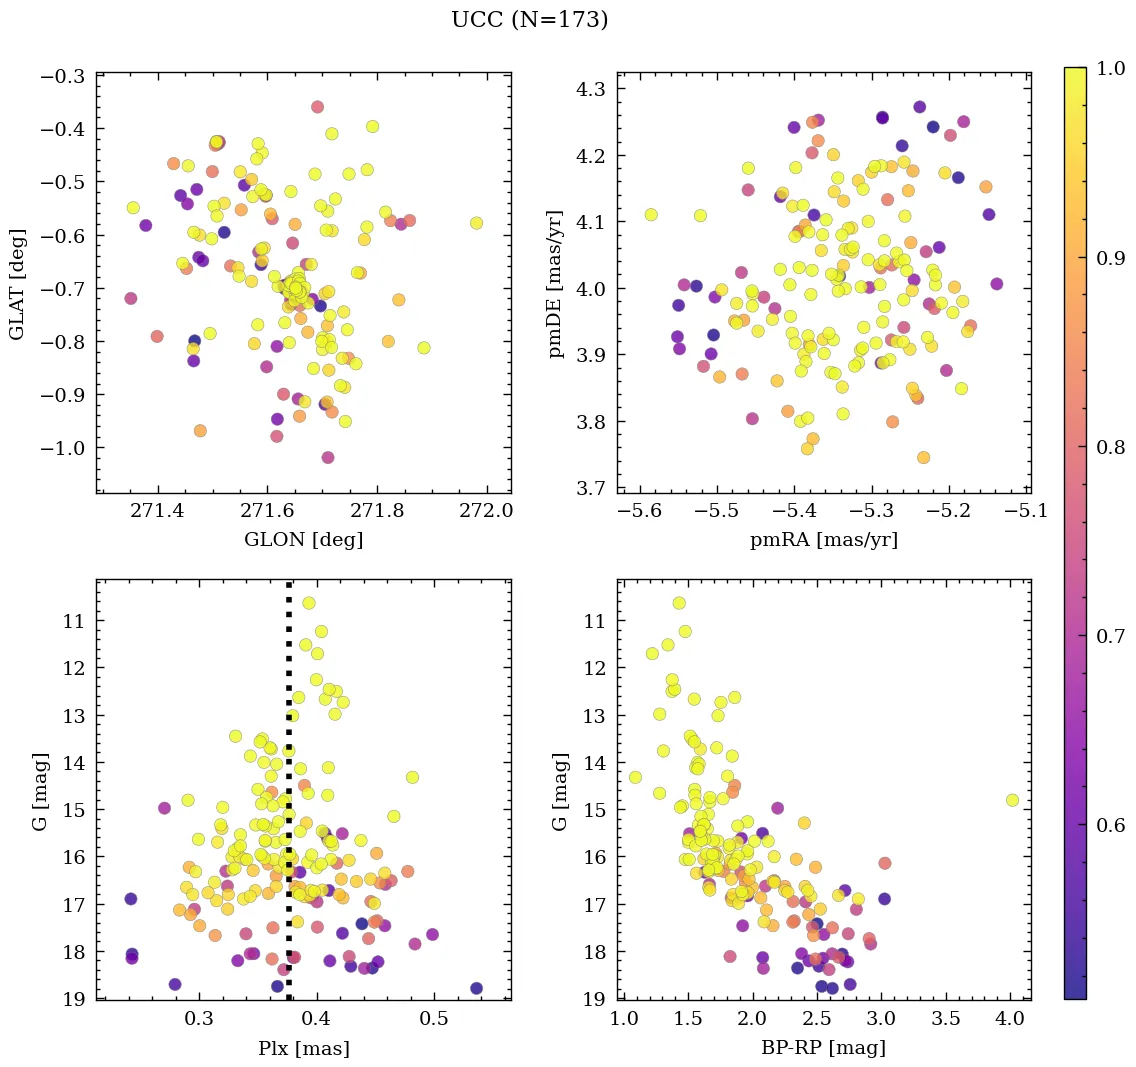 UCC (N=173)
−0.3
−0.4
−0.5
−0.6
−0.7
−0.8
−0.9
−1.0
GLAT [deg]
271.4 271.6 271.8 272.0
GLON [deg]
4.3
4.2
4.1
4.0
3.9
3.8
3.7
pmDE [mas/yr]
−5.6 −5.5 −5.4 −5.3 −5.2 −5.1
pmRA [mas/yr]
1.0
0.9
0.8
0.7
0.6
11
12
13
14
15
16
17
18
19
G [mag]
0.3 0.4 0.5
Plx [mas]
11
12
13
14
15
16
17
18
19
G [mag]
1.0 1.5 2.0 2.5 3.0 3.5 4.0
BP-RP [mag]